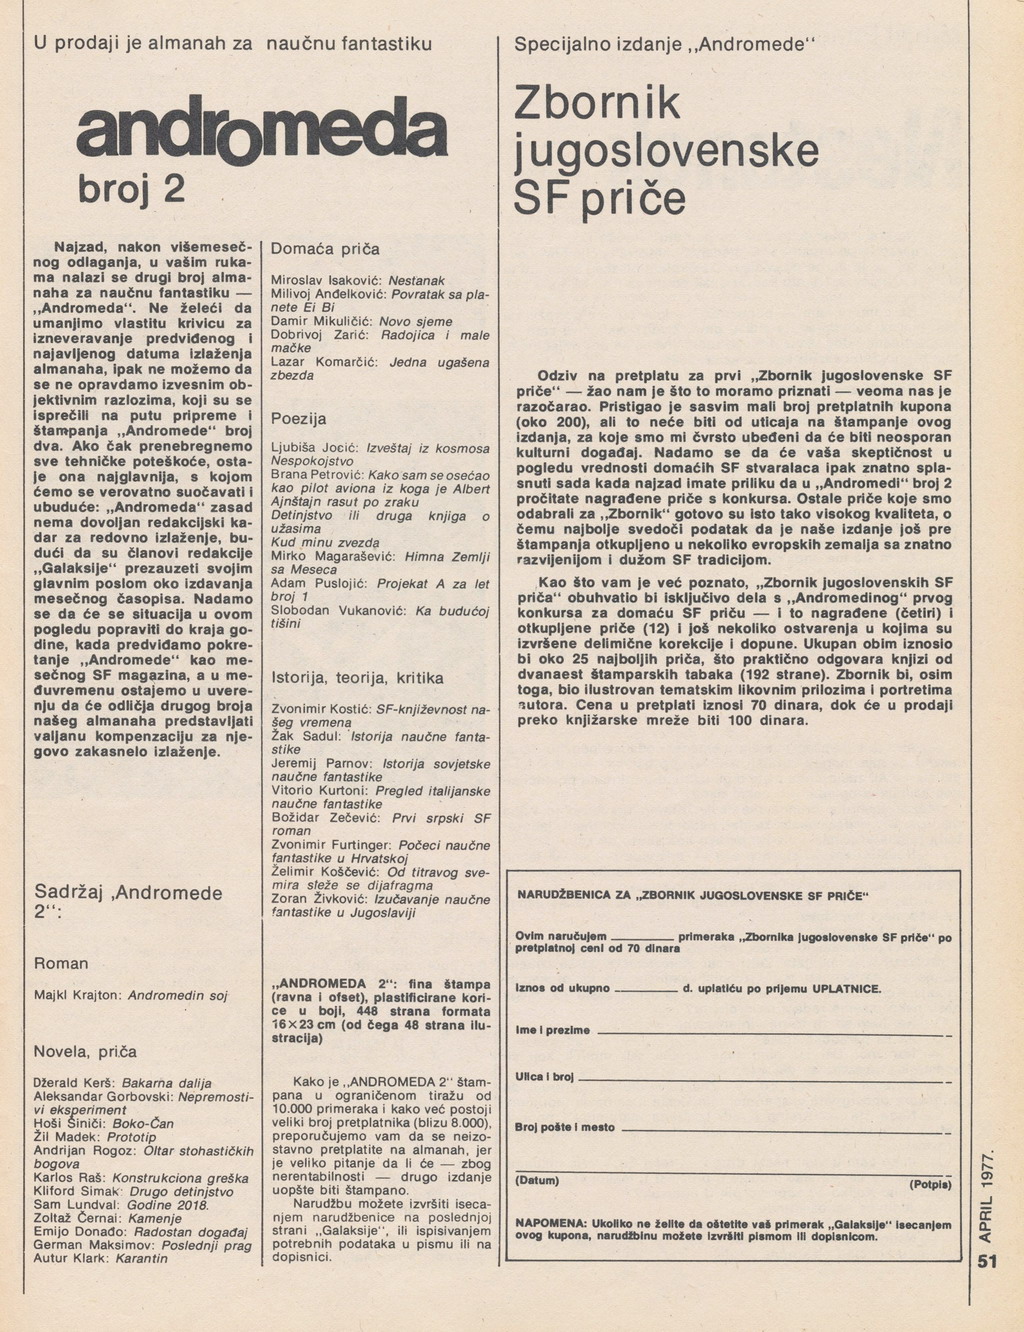 U prodaji je almanah za naučnu fantastiku
andromeda
broj 2
Najzad, nakon višemeseč-
nog odlaganja, u vašim ruka-
ma nalazi se drugi broj alma-
naha za naučnu fantastiku —
„Andromeda“. Ne želeći da
umanjimo vlastitu krivicu za
izneveravanje predviđenog i
najavljenog datuma izlaženja
almanaha, ipak ne možemo da
se ne opravdamo izvesnim ob-
jektivnim razlozima, koji su se
isprečili na putu pripreme i
štampanja „Andromede“ broj
dva. Ako čak prenebregnemo
sve tehničke poteškoće, osta-
je ona najglavnija, s kojom
ćemo se verovatno suočavati i
ubuduće: „Andromeda“ zasad
nema dovoljan redakcijski ka-
dar za redovno izlaženje, bu-
dući da su članovi redakcije
„Galaksije“ prezauzeti svojim
glavnim poslom oko izdavanja
mesečnog časopisa. Nadamo
se da će se situacija u ovom
pogledu popraviti do kraja go-
dine, kada predviđamo pokre-
tanje „Andromede“ kao me-
sečnog SF magazina, a u me-
đuvremenu ostajemo u uvere-
nju da će odličja drugog broja
našeg almanaha predstavljati
valjanu kompenzaciju za nje-
govo zakasnelo izlaženje.
Sadržaj ,Andromede
2“:
Roman
Majkl Krajton: Andromedin soj
Novela, priča
Džerald Kerš: Bakarna dalija
Aleksandar Gorbovski: Nepremosti-
vi eksperiment
Hoši Šiniči: Boko-Čan
Žil Madek: Prototip
Andrijan Rogoz: Oltar stohastičkih
bogova
Karlos Raš: Konstrukciona greška
Kliford Simak: Drugo detinjstvo
Sam Lundval: Godine 2018.
Zoltaž Černai: Kamenje
Emijo Donađo: Radostan događaj
German Maksimov: Poslednji prag
Autur Klark: Karantin
Domaća priča
Miroslav Isaković: Nestanak
Milivoj Anđelković: Povratak sa pla-
nete Ei Bi
Damir Mikuličić: Novo sjeme
Dobrivoj Zarić: Radojica i male
mačke
Lazar Komarčić: Jedna ugašena
zbezda
Poezija
Ljubiša Jocić: Izveštaj iz kosmosa
Nespokojstvo
Brana Petrović: Kako sam se osećao
kao pilot aviona iz koga je Albert
Ajnštajn rasut po zraku
Detinjstvo ili druga knjiga o
užasima
Kud minu zvezda
Mirko Magarašević: Himna Zemlji
sa Meseca
Adam Puslojić: Projekat A za let
broj 1
Slobodan Vukanović: Ka budućoj
tišini
Istorija, teorija, kritika
Zvonimir Kostić: SF-književnost na-
šeg vremena
Žak Sadul: Istorija naučne fanta-
stike
Jeremij Parnov: Istorija sovjetske
naučne fantastike
Vitorio Kurtoni: Pregled italijanske
naučne fantastike
Božidar Zečević: Prvi srpski SF
roman
Zvonimir Furtinger: Počeci naučne
fantastike u Hrvatskoj
Želimir Koščević: Od titravog sve-
mira sleže se dijafragma
Zoran Živković: Izučavanje naučne
fantastike u Jugoslaviji
„ANDROMEDA 2“: fina štampa
(ravna i ofset), plastificirane kori-
ce u boji, 448 strana formata
16×23 cm (od čega 48 strana ilu-
stracija)
Kako je „ANDROMEDA 2“ štam-
pana u ograničenom tiražu od
10.000 primeraka i kako već postoji
veliki broj pretplatnika (blizu 8.000),
preporučujemo vam da se neizo-
stavno pretplatite na almanah, jer
je veliko pitanje da li će — zbog
nerentabilnosti — drugo izdanje
uopšte biti štampano.
Narudžbu možete izvršiti iseca-
njem narudžbenice na poslednjoj
strani „Galaksije“, ili ispisivanjem
potrebnih podataka u pismu ili na
dopisnici.
Specijalno izdanje „Andromede“
Zbornik
jugoslovenske
SF priče
Odziv na pretplatu za prvi „Zbornik jugoslovenske SF
priče“ — žao nam je što to moramo priznati — veoma nas je
razočarao. Pristigao je sasvim mali broj pretplatnih kupona
(oko 200), ali to neće biti od uticaja na štampanje ovog
izdanja, za koje smo mi čvrsto ubeđeni da će biti neosporan
kulturni događaj. Nadamo se da će vaša skeptičnost u
pogledu vrednosti domaćih SF stvaralaca ipak znatno spla-
snuti sada kada najzad imate priliku da u „Andromedi“ broj 2
pročitate nagrađene priče s konkursa. Ostale priče koje smo
odabrali za „Zbornik“ gotovo su isto tako visokog kvaliteta, o
čemu najbolje svedoči podatak da je naše izdanje još pre
štampanja otkupljeno u nekoliko evropskih zemalja sa znatno
razvijenijom i dužom SF tradicijom.
Kao što vam je već poznato, „Zbornik jugoslovenskih SF
priča“ obuhvatio bi isključivo dela s „Andromedinog“ prvog
konkursa za domaću SF priču — i to nagrađene (četiri) i
otkupljene priče (12) i još nekoliko ostvarenja u kojima su
izvršene delimične korekcije i dopune. Ukupan obim iznosio
bi oko 25 najboljih priča, što praktično odgovara knjizi od
dvanaest štamparskih tabaka (192 strane). Zbornik bi, osim
toga, bio ilustrovan tematskim likovnim prilozima i portretima
autora. Cena u pretplati iznosi 70 dinara, dok će u prodaji
preko knjižarske mreže biti 100 dinara.
NARUDŽBENICA ZA „ZBORNIK JUGOSLOVENSKE SF PRIČE“
Ovim naručujem ________ primeraka „Zbornika jugoslovenske SF priče“ po
pretplatnoj ceni od 70 dinara
Iznos od ukupno ________ d. uplatiću po prijemu UPLATNICE.
Ime i prezime ________
Ulica i broj ________
Broj pošte i mesto ________
(Datum) (Potpis)
NAPOMENA: Ukoliko ne želite da oštetite vaš primerak „Galaksije“ isecanjem
ovog kupona, narudžbinu možete izvršiti pismom ili dopisnicom.
APRIL 1977.
51